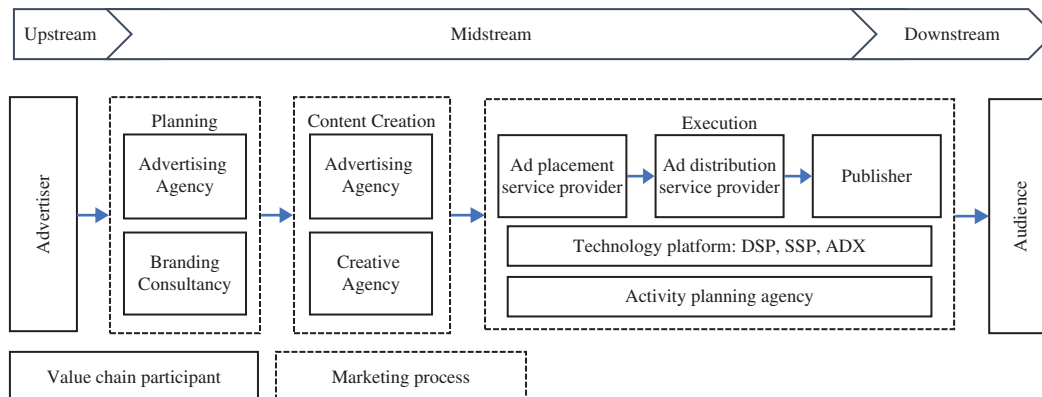 Upstream
Midstream
Downstream
Advertiser
Planning
Advertising
Agency
Branding
Consultancy
Content Creation
Advertising
Agency
Creative
Agency
Execution
Ad placement
service provider
Ad distribution
service provider
Publisher
Technology platform: DSP, SSP, ADX
Activity planning agency
Audience
Value chain participant
Marketing process